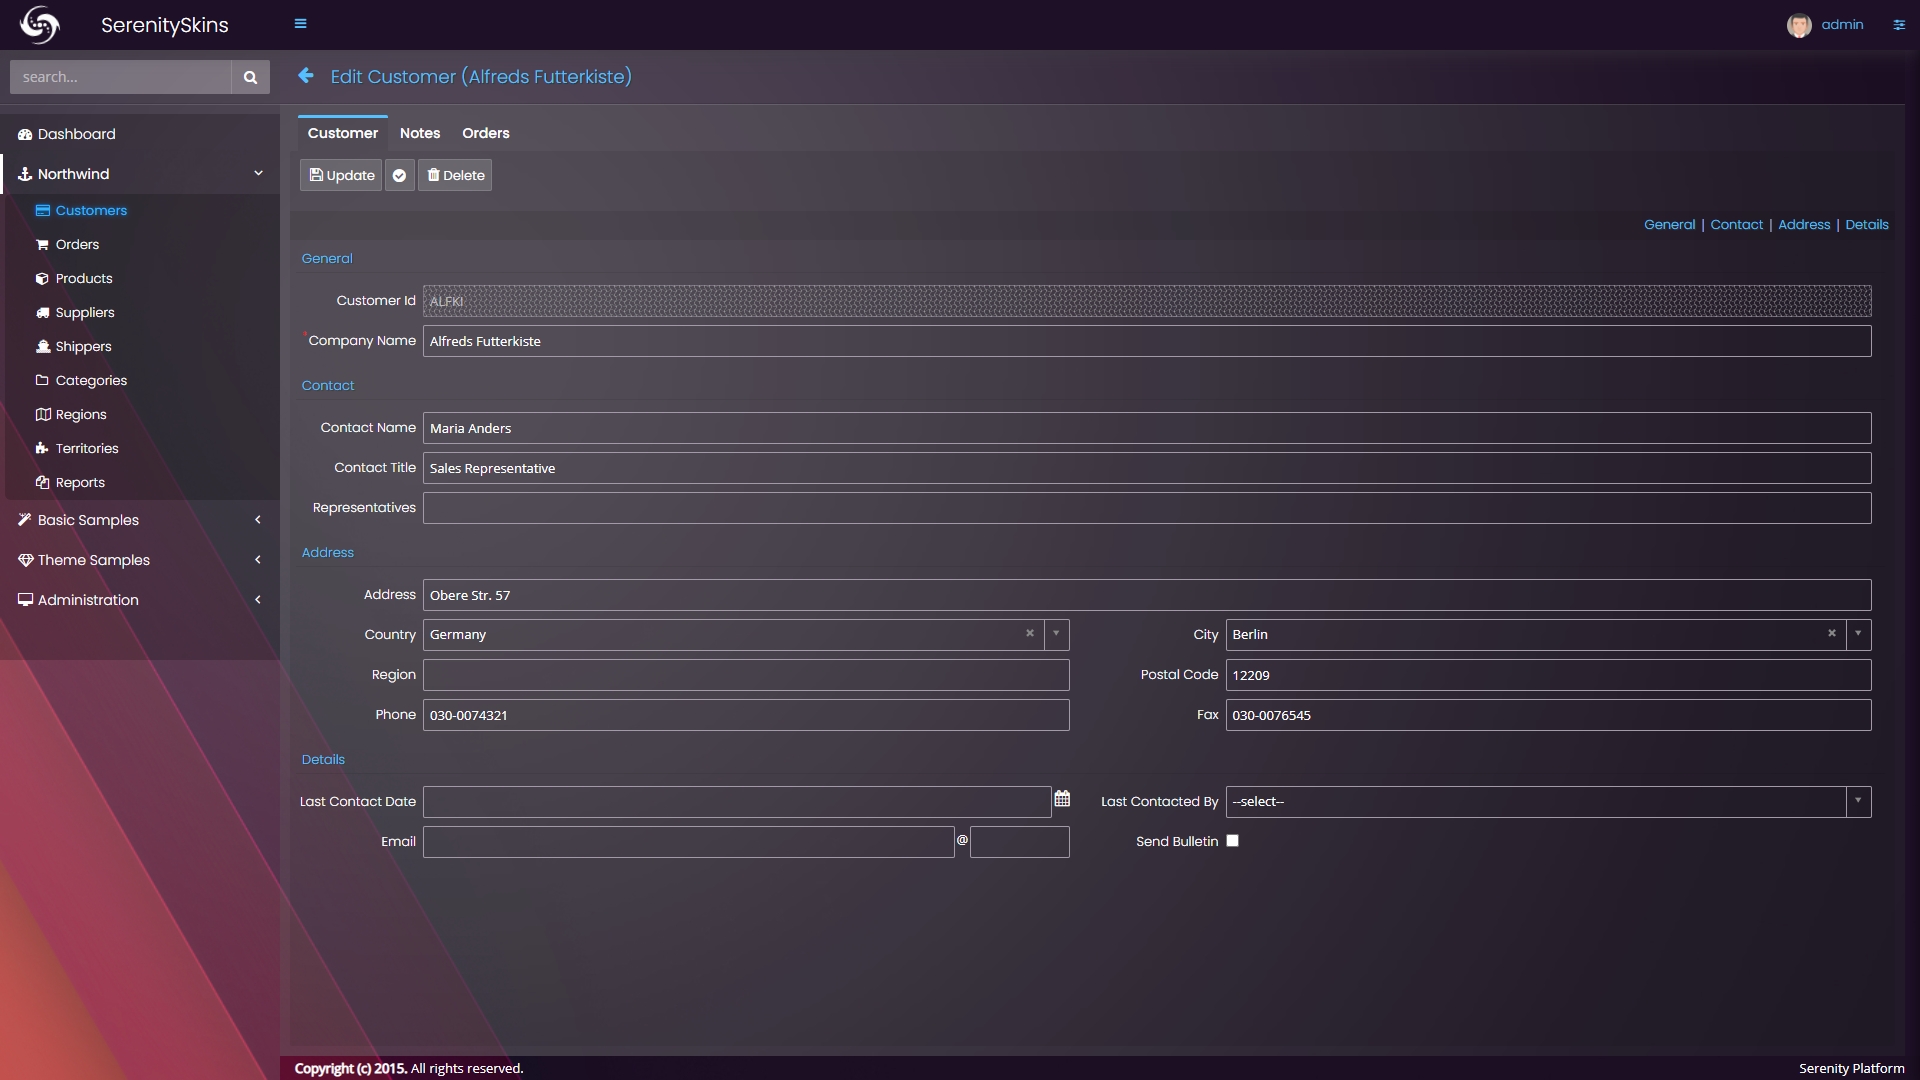 SerenitySkins
admin
search...
Edit Customer (Alfreds Futterkiste)
Dashboard
Northwind
Customers
Orders
Products
Suppliers
Shippers
Categories
Regions
Territories
Reports
Basic Samples
Theme Samples
Administration
Customer Notes Orders
Update Delete
General | Contact | Address | Details
General
Customer Id ALFKI
*Company Name Alfreds Futterkiste
Contact
Contact Name Maria Anders
Contact Title Sales Representative
Representatives
Address
Address Obere Str. 57
Country Germany City Berlin
Region Postal Code 12209
Phone 030-0074321 Fax 030-0076545
Details
Last Contact Date Last Contacted By --select--
Email @ Send Bulletin
Copyright (c) 2015. All rights reserved. Serenity Platform